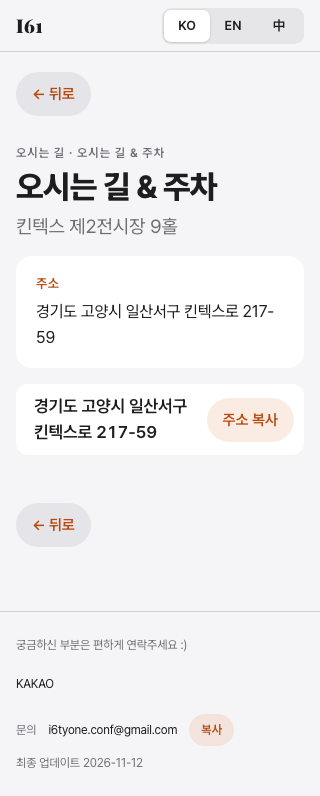 I61
KO EN 中
← 뒤로
오시는 길 · 오시는 길 & 주차
오시는 길 & 주차
킨텍스 제2전시장 9홀
주소
경기도 고양시 일산서구 킨텍스로 217-
59
경기도 고양시 일산서구
킨텍스로 217-59
주소 복사
← 뒤로
궁금하신 부분은 편하게 연락주세요 :)
KAKAO
문의 i6tyone.conf@gmail.com 복사
최종 업데이트 2026-11-12